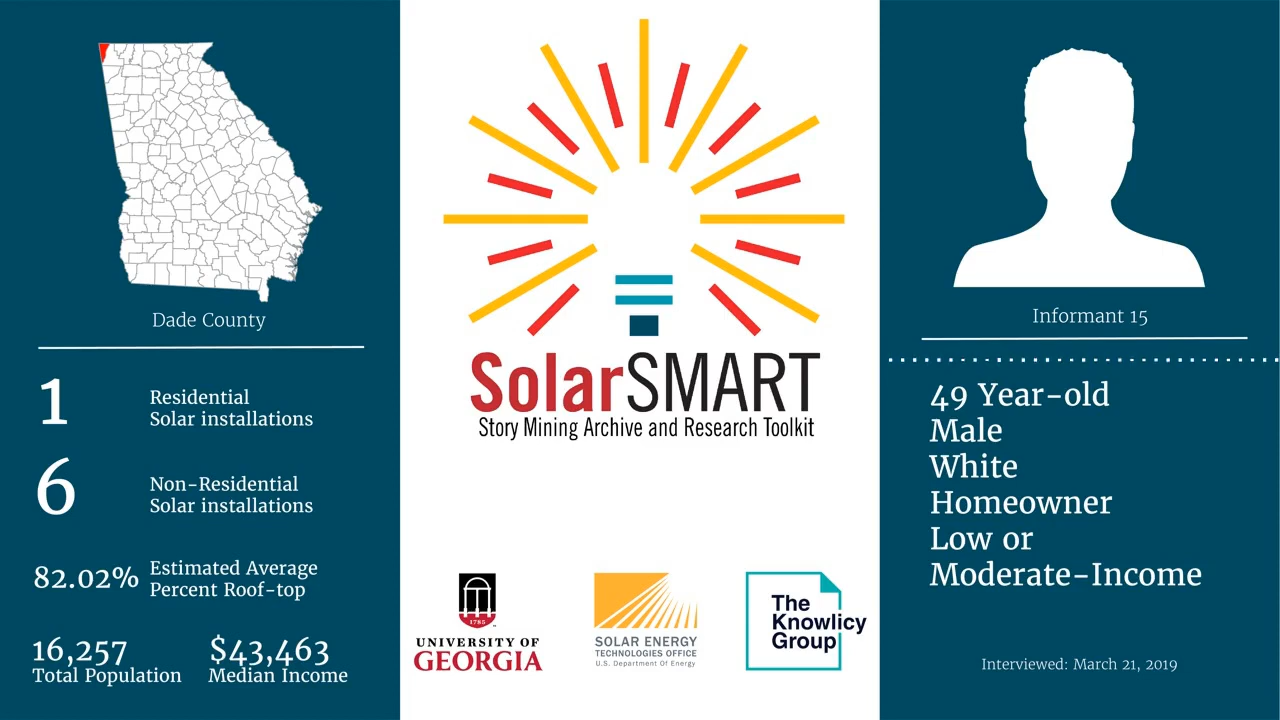 Dade County
1
Residential
Solar installations
6
Non-Residential
Solar installations
82.02%
Estimated Average
Percent Roof-top
16,257
Total Population
$43,463
Median Income
SolarSMART
Story Mining Archive and Research Toolkit
1785
UNIVERSITY OF
GEORGIA
SOLAR ENERGY
TECHNOLOGIES OFFICE
U.S. Department Of Energy
The
Knowlicy
Group
Informant 15
49 Year-old
Male
White
Homeowner
Low or
Moderate-Income
Interviewed: March 21, 2019